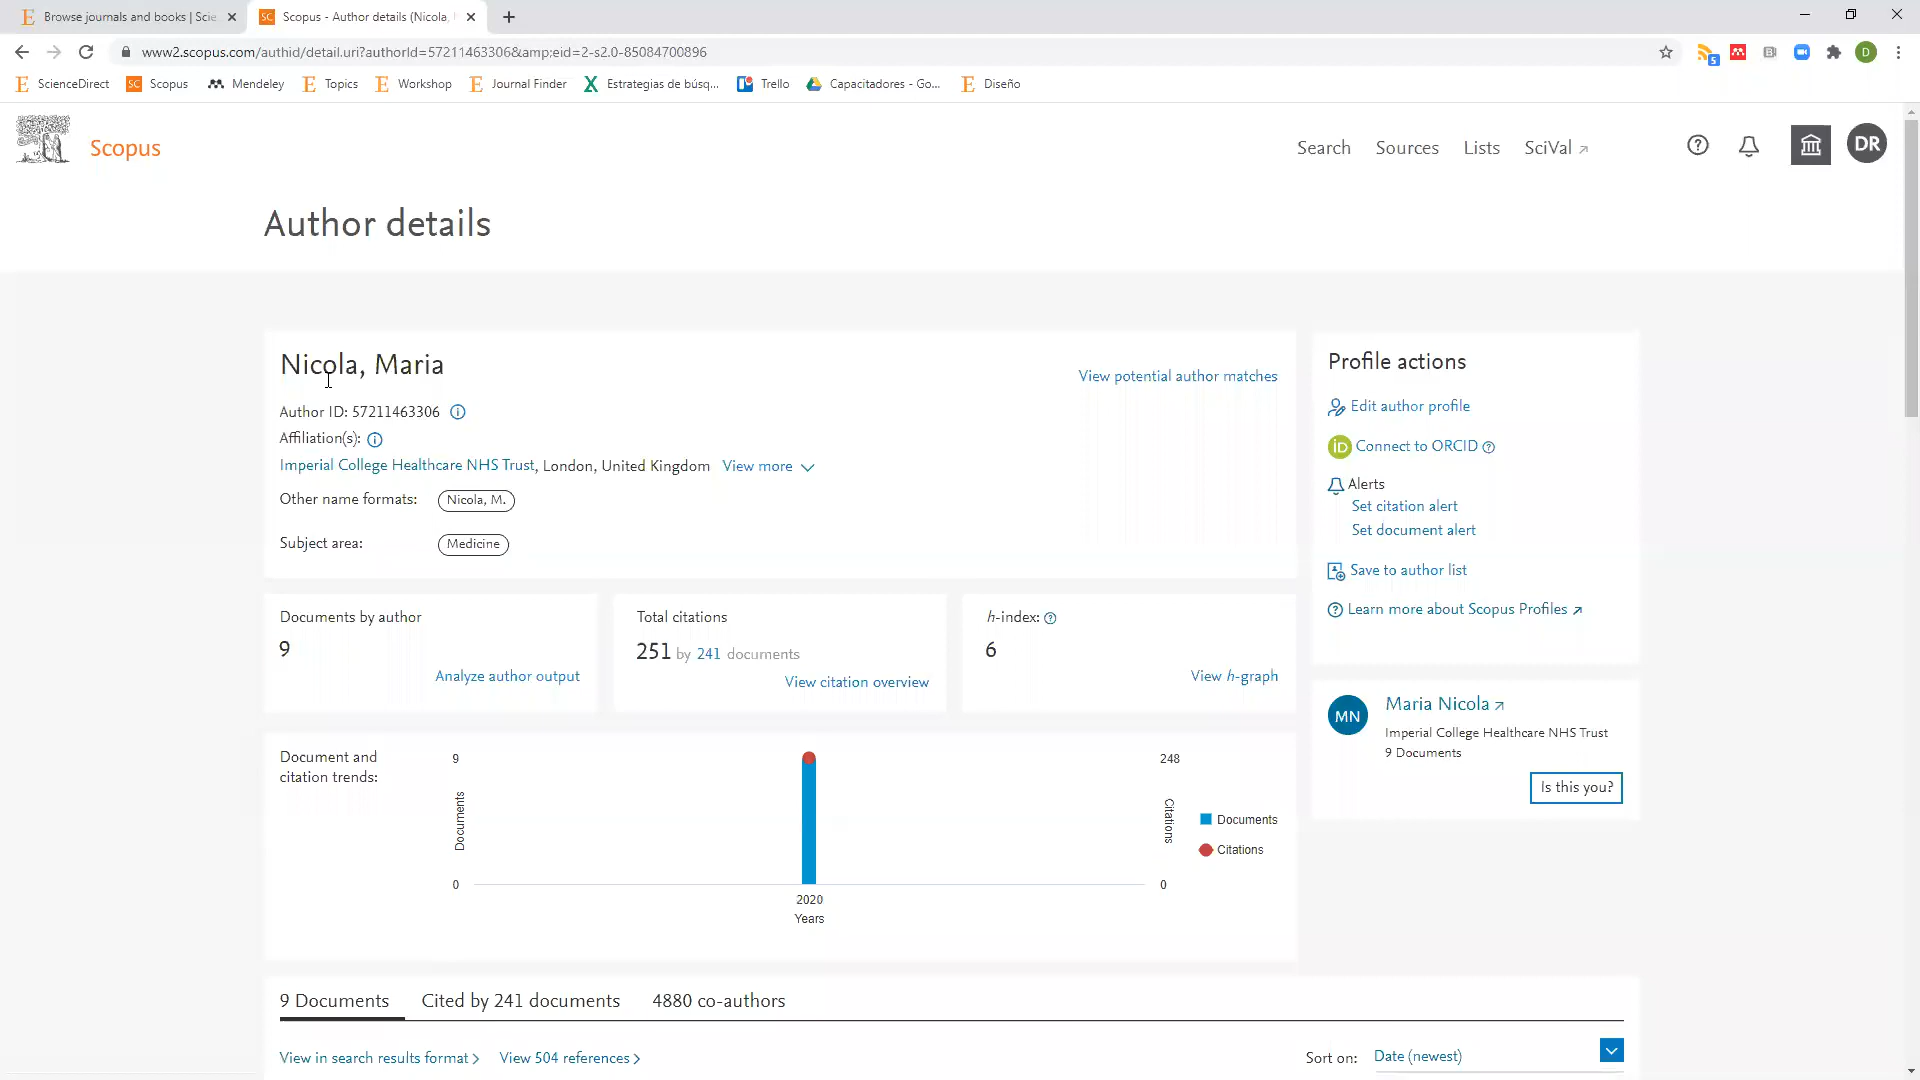 Browse journals and books | Scie
Scopus - Author details (Nicola,
www2.scopus.com/authid/detail.uri?authorId=57211463306&amp;eid=2-s2.0-85084700896
5
D
ScienceDirect
SC Scopus
Mendeley
Topics
Workshop
Journal Finder
Estrategias de búsq...
Trello
Capacitadores - Go...
Diseño
Scopus
Search
Sources
Lists
SciVal
DR
Author details
Nicola, Maria
View potential author matches
Author ID: 57211463306
Affiliation(s):
Imperial College Healthcare NHS Trust, London, United Kingdom View more
Other name formats: Nicola, M.
Subject area: Medicine
Profile actions
Edit author profile
iD Connect to ORCID
Alerts
Set citation alert
Set document alert
Save to author list
Learn more about Scopus Profiles
Documents by author
9
Analyze author output
Total citations
251 by 241 documents
View citation overview
h-index:
6
View h-graph
MN
Maria Nicola
Imperial College Healthcare NHS Trust
9 Documents
Is this you?
Document and
citation trends:
9
Documents
0
2020
Years
248
Citations
0
Documents
Citations
9 Documents
Cited by 241 documents
4880 co-authors
View in search results format
View 504 references
Sort on: Date (newest)